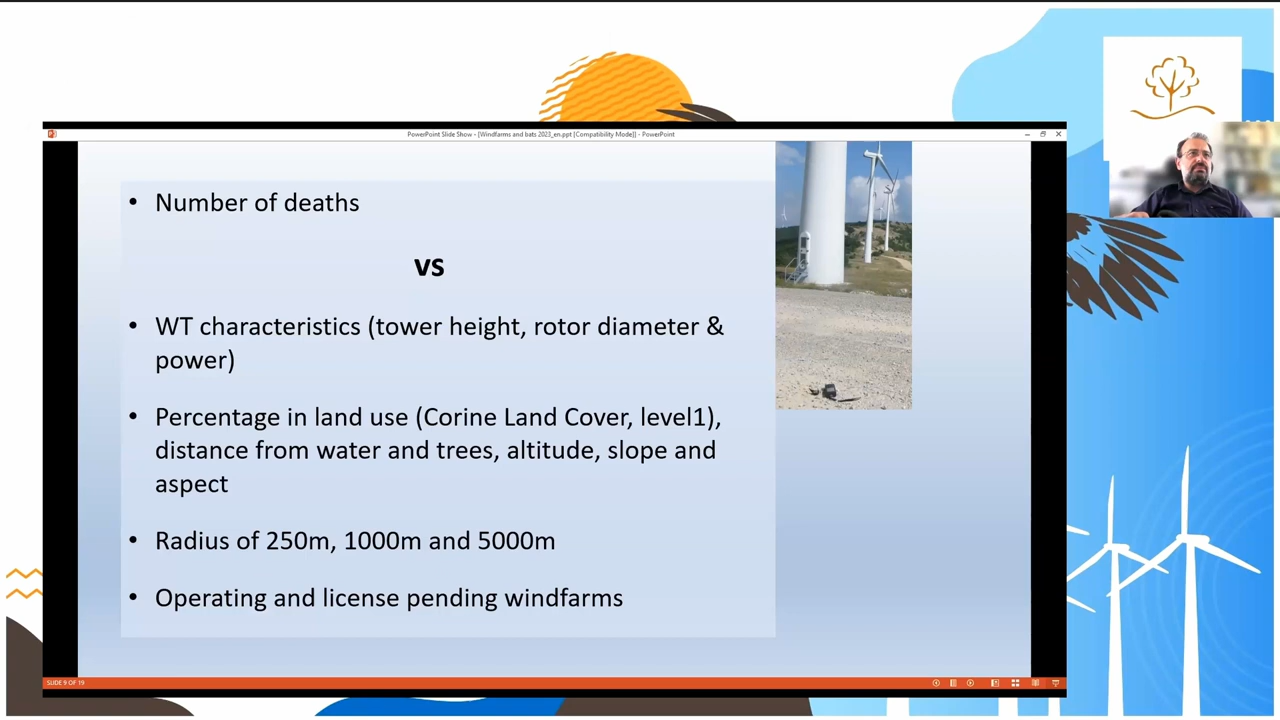 PowerPoint Slide Show - [Windfarms and bats 2023_en.ppt [Compatibility Mode]] - PowerPoint
• Number of deaths
vs
• WT characteristics (tower height, rotor diameter &
power)
• Percentage in land use (Corine Land Cover, level1),
distance from water and trees, altitude, slope and
aspect
• Radius of 250m, 1000m and 5000m
• Operating and license pending windfarms
SLIDE 9 OF 19